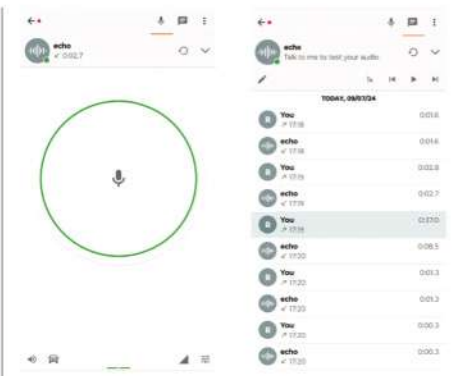 echo
↙ 0:02.7
echo
Talk to me to test your audio
1x
TODAY, 09/07/24
R
You
0:01.6
↗ 17:18
echo
0:01.6
↙ 17:18
R
You
0:02.8
↗ 17:19
echo
0:02.7
↙ 17:19
R
You
0:37.0
↗ 17:19
echo
0:08.5
↙ 17:20
R
You
0:01.3
↗ 17:20
echo
0:01.3
↙ 17:20
R
You
0:00.3
↗ 17:20
echo
0:00.3
↙ 17:20